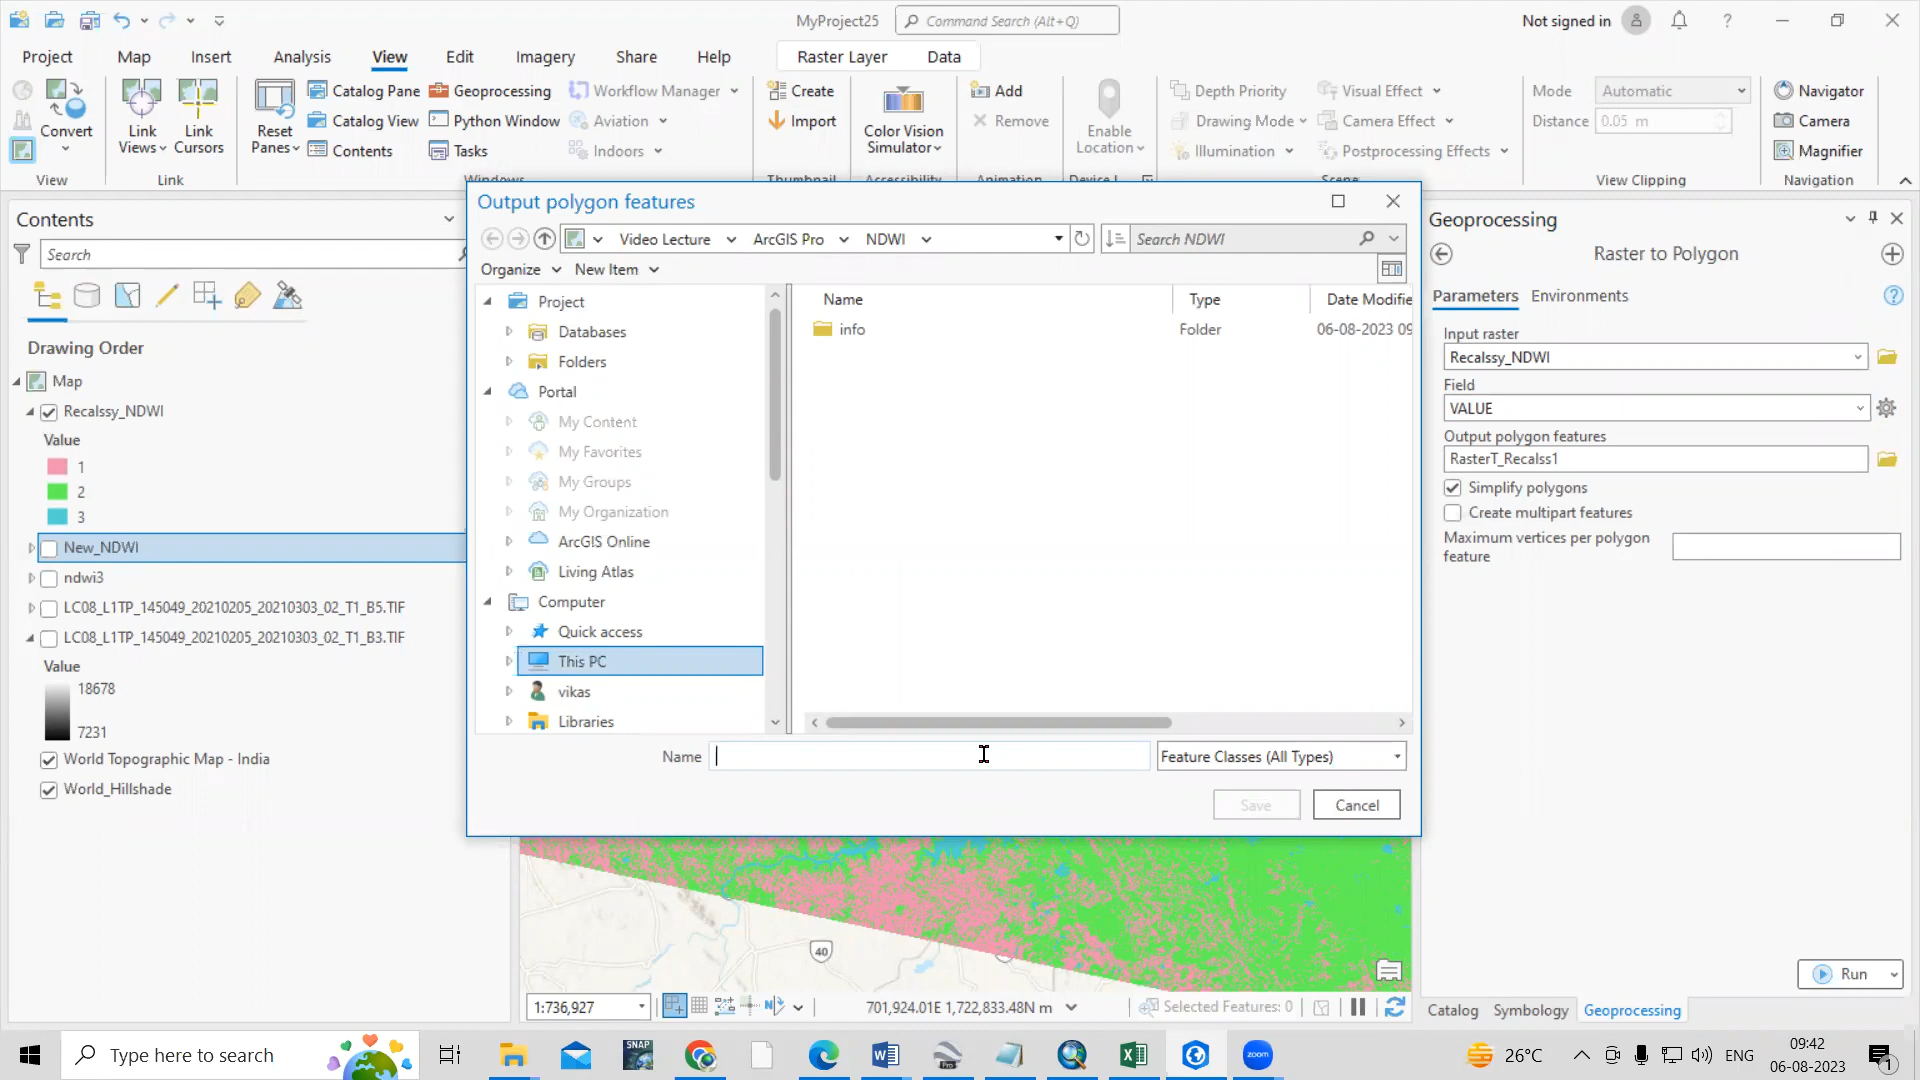 MyProject25
Command Search (Alt+Q)
Not signed in
?
Project
Map
Insert
Analysis
View
Edit
Imagery
Share
Help
Raster Layer
Data
Convert
Link Views
Link Cursors
Reset Panes
Catalog Pane
Catalog View
Contents
Geoprocessing
Python Window
Tasks
Workflow Manager
Aviation
Indoors
Create
Import
Color Vision Simulator
Add
Remove
Enable Location
Depth Priority
Drawing Mode
Illumination
Visual Effect
Camera Effect
Postprocessing Effects
Mode
Automatic
Distance
0.05 m
Navigator
Camera
Magnifier
View
Link
Windows
Thumbnail
Accessibility
Animation
Device L
Scene
View Clipping
Navigation
Contents
Search
Drawing Order
Map
Recalssy_NDWI
Value
1
2
3
New_NDWI
ndwi3
LC08_L1TP_145049_20210205_20210303_02_T1_B5.TIF
LC08_L1TP_145049_20210205_20210303_02_T1_B3.TIF
Value
18678
7231
World Topographic Map - India
World_Hillshade
Output polygon features
Video Lecture
ArcGIS Pro
NDWI
Search NDWI
Organize
New Item
Project
Databases
Folders
Portal
My Content
My Favorites
My Groups
My Organization
ArcGIS Online
Living Atlas
Computer
Quick access
This PC
vikas
Libraries
Name
Type
Date Modifie
info
Folder
06-08-2023 09
Name
Feature Classes (All Types)
Save
Cancel
40
1:736,927
701,924.01E 1,722,833.48N m
Selected Features: 0
Geoprocessing
Raster to Polygon
Parameters
Environments
?
Input raster
Recalssy_NDWI
Field
VALUE
Output polygon features
RasterT_Recalss1
Simplify polygons
Create multipart features
Maximum vertices per polygon
feature
Run
Catalog
Symbology
Geoprocessing
Type here to search
SNAP
Pro
zoom
26°C
ENG
09:42
06-08-2023
1